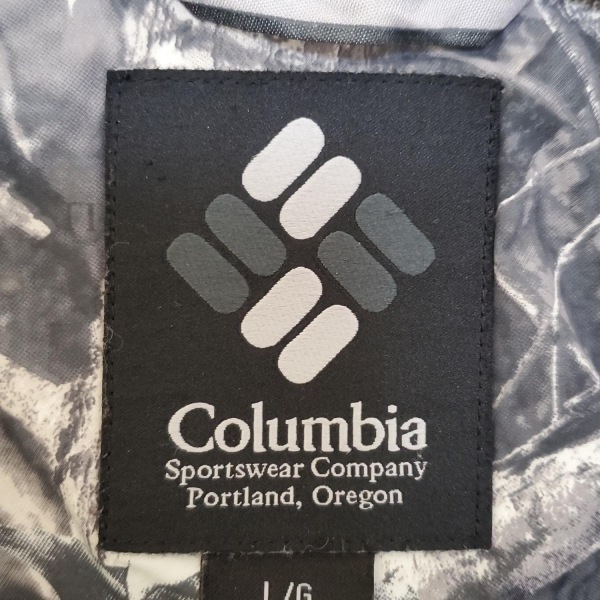 Columbia
Sportswear Company
Portland, Oregon
L/G